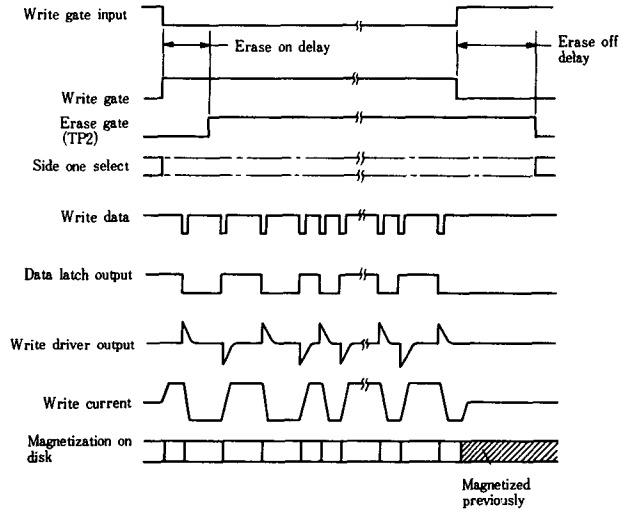 Write gate input
Erase on delay
Erase off
delay
Write gate
Erase gate
(TP2)
Side one select
Write data
Data latch output
Write driver output
Write current
Magnetization on
disk
Magnetized
previously